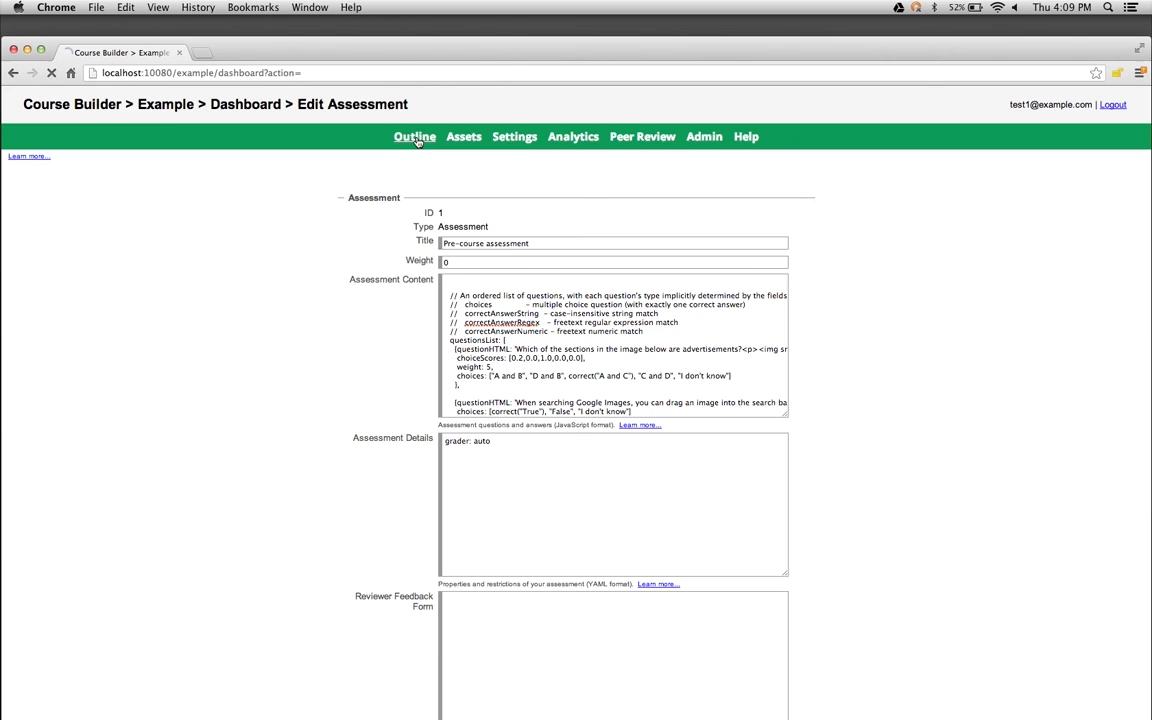 Chrome File Edit View History Bookmarks Window Help 52% Thu 4:09 PM
Course Builder > Example
localhost:10080/example/dashboard?action=
Course Builder > Example > Dashboard > Edit Assessment test1@example.com | Logout
Outline Assets Settings Analytics Peer Review Admin Help
Learn more...
Assessment
ID 1
Type Assessment
Title Pre-course assessment
Weight 0
Assessment Content
// An ordered list of questions, with each question's type implicitly determined by the fields
// choices - multiple choice question (with exactly one correct answer)
// correctAnswerString - case-insensitive string match
// correctAnswerRegex - freetext regular expression match
// correctAnswerNumeric - freetext numeric match
questionsList: [
{questionHTML: 'Which of the sections in the image below are advertisements?<p><img sr
choiceScores: [0.2,0.0,1.0,0.0,0.0],
weight: 5,
choices: ["A and B", "D and B", correct("A and C"), "C and D", "I don't know"]
},
{questionHTML: 'When searching Google Images, you can drag an image into the search ba
choices: [correct("True"), "False", "I don't know"]
Assessment questions and answers (JavaScript format). Learn more...
Assessment Details grader: auto
Properties and restrictions of your assessment (YAML format). Learn more...
Reviewer Feedback
Form